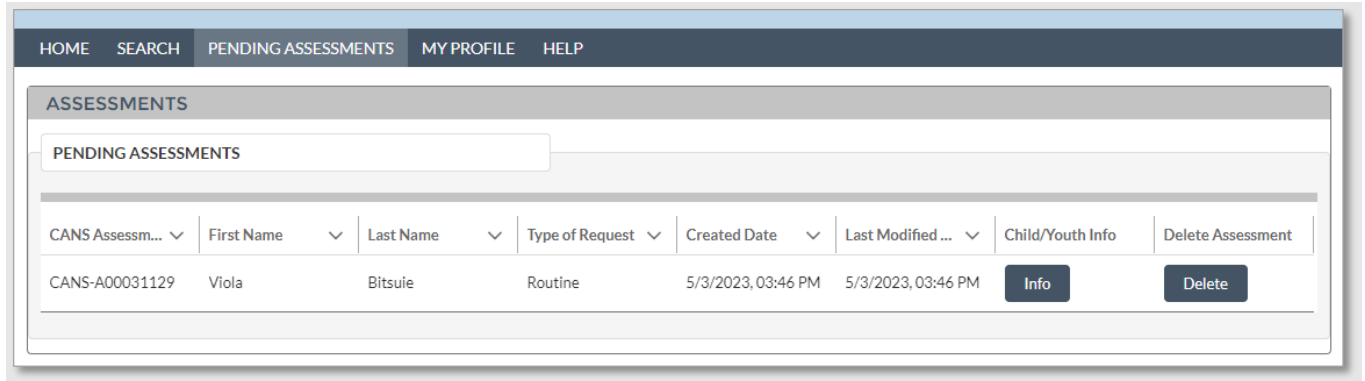 HOME SEARCH PENDING ASSESSMENTS MY PROFILE HELP
ASSESSMENTS
PENDING ASSESSMENTS
CANS Assessm... First Name Last Name Type of Request Created Date Last Modified ... Child/Youth Info Delete Assessment
CANS-A00031129 Viola Bitsuie Routine 5/3/2023, 03:46 PM 5/3/2023, 03:46 PM Info Delete